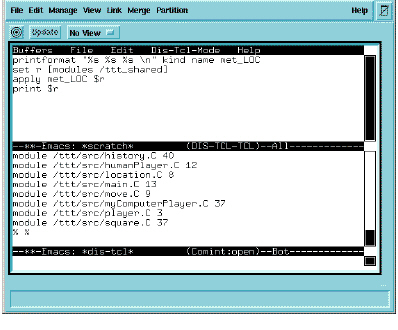 File Edit Manage View Link Merge Partition Help
Update No View
Buffers File Edit Dis-Tcl-Mode Help
printformat "%s %s %s \n" kind name met_LOC
set r [modules /ttt_shared]
apply met_LOC $r
print $r
--**-Emacs: *scratch* (DIS-TCL-TCL)--All-------------
module /ttt/src/history.C 40
module /ttt/src/humanPlayer.C 12
module /ttt/src/location.C 8
module /ttt/src/main.C 13
module /ttt/src/move.C 9
module /ttt/src/myComputerPlayer.C 37
module /ttt/src/player.C 3
module /ttt/src/square.C 37
% %
--**-Emacs: *dis-tcl* (Comint:open)--Bot-------------